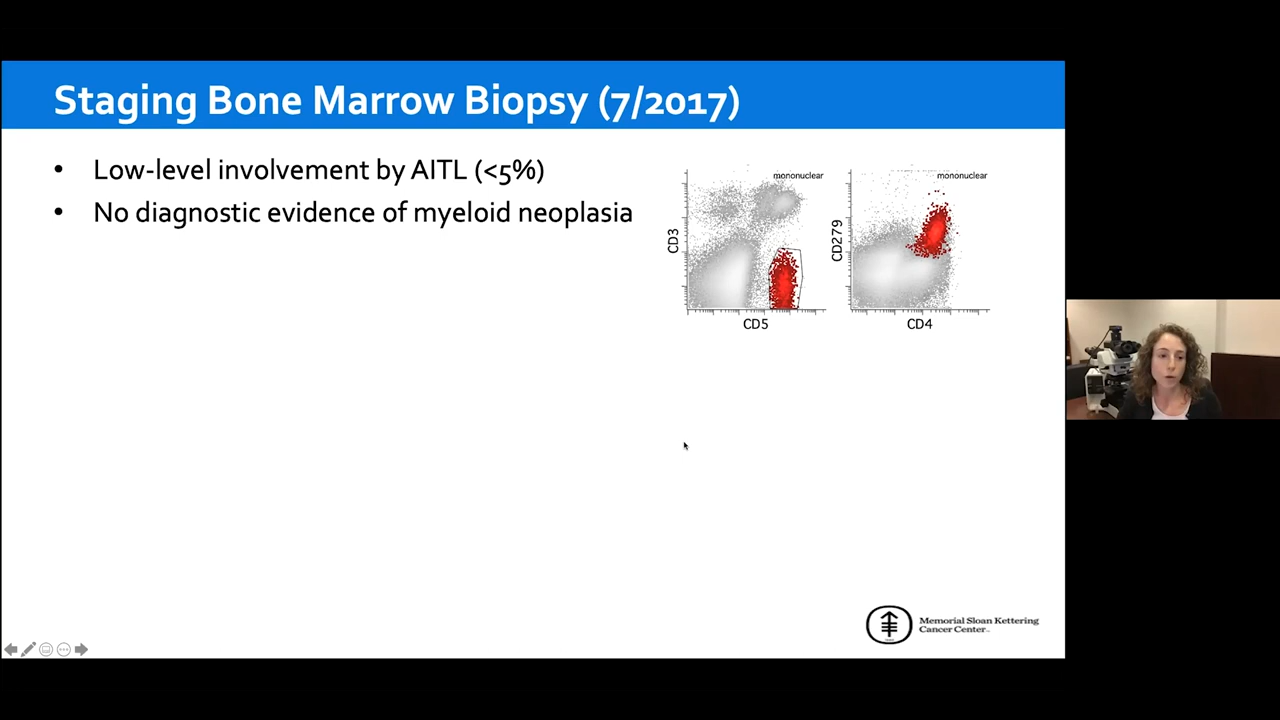 Staging Bone Marrow Biopsy (7/2017)
• Low-level involvement by AITL (<5%)
• No diagnostic evidence of myeloid neoplasia
mononuclear
CD3
CD5
mononuclear
CD279
CD4
Memorial Sloan Kettering
Cancer Center